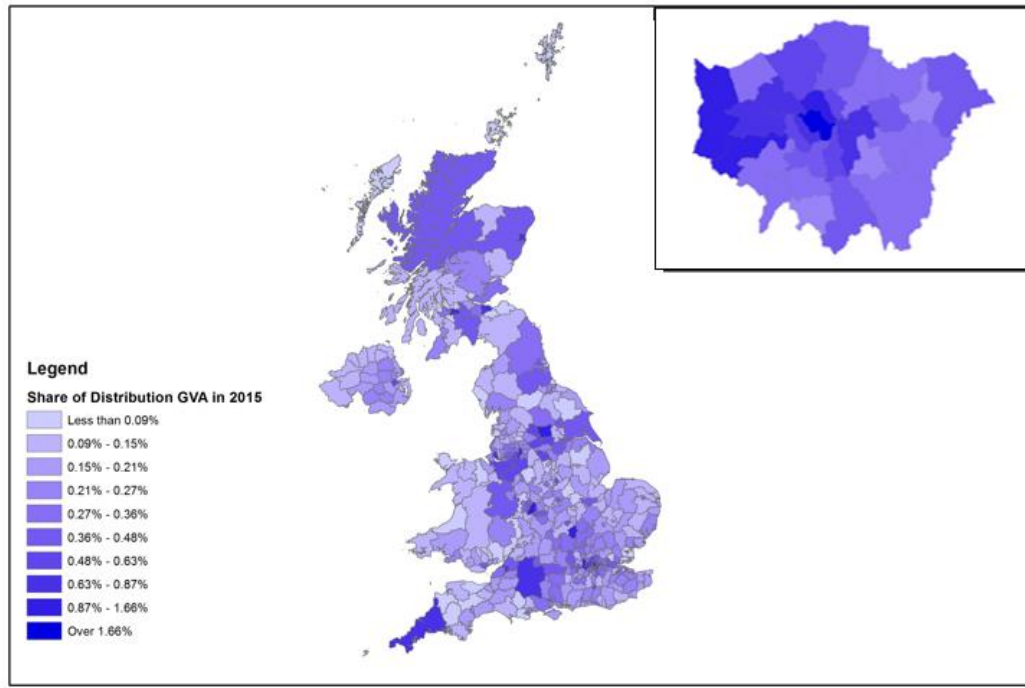 Legend
Share of Distribution GVA in 2015
Less than 0.09%
0.09% - 0.15%
0.15% - 0.21%
0.21% - 0.27%
0.27% - 0.36%
0.36% - 0.48%
0.48% - 0.63%
0.63% - 0.87%
0.87% - 1.66%
Over 1.66%